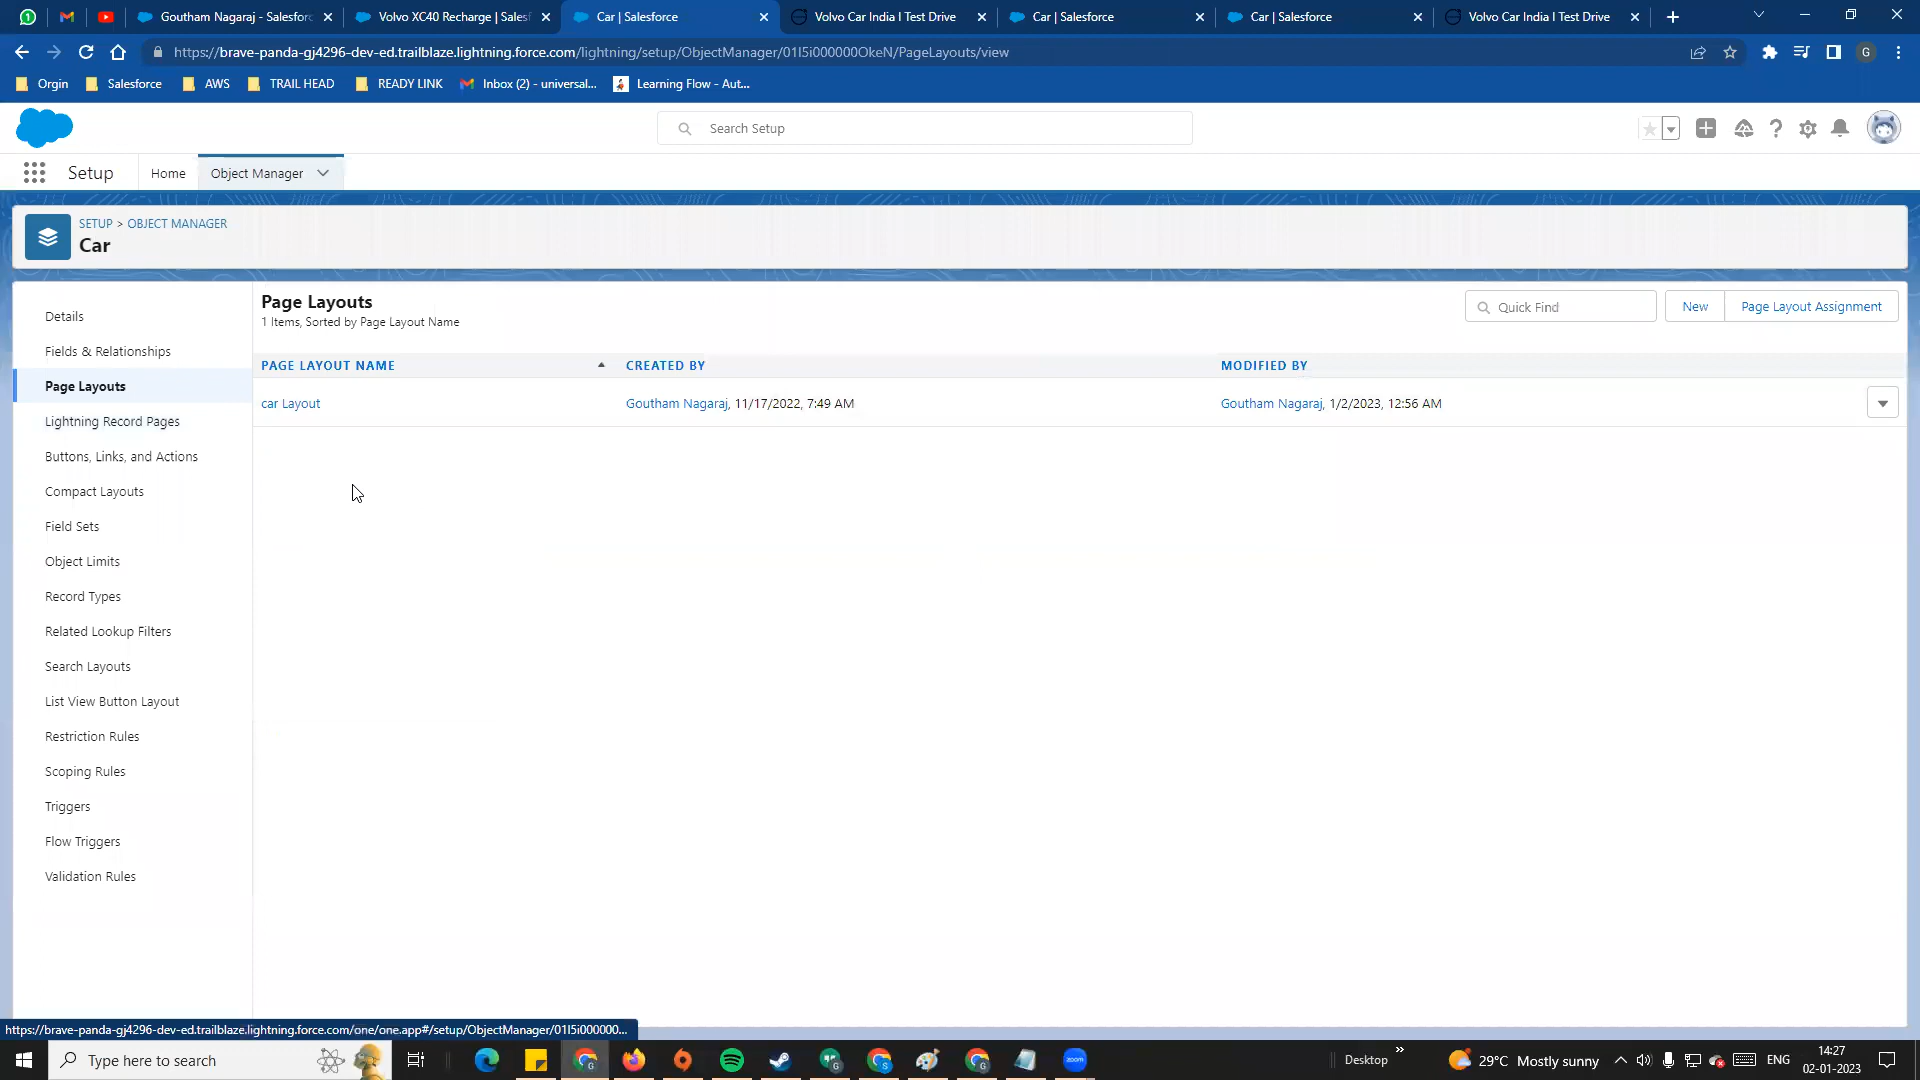 Goutham Nagaraj - Salesforc
Volvo XC40 Recharge | Salesf
Car | Salesforce
Volvo Car India I Test Drive
Car | Salesforce
Car | Salesforce
Volvo Car India I Test Drive
https://brave-panda-gj4296-dev-ed.trailblaze.lightning.force.com/lightning/setup/ObjectManager/01I5i000000OkeN/PageLayouts/view
G
Orgin
Salesforce
AWS
TRAIL HEAD
READY LINK
Inbox (2) - universal...
Learning Flow - Aut...
Search Setup
Setup
Home
Object Manager
SETUP > OBJECT MANAGER
Car
Details
Fields & Relationships
Page Layouts
Lightning Record Pages
Buttons, Links, and Actions
Compact Layouts
Field Sets
Object Limits
Record Types
Related Lookup Filters
Search Layouts
List View Button Layout
Restriction Rules
Scoping Rules
Triggers
Flow Triggers
Validation Rules
Page Layouts
1 Items, Sorted by Page Layout Name
Quick Find
New
Page Layout Assignment
PAGE LAYOUT NAME
CREATED BY
MODIFIED BY
car Layout
Goutham Nagaraj, 11/17/2022, 7:49 AM
Goutham Nagaraj, 1/2/2023, 12:56 AM
https://brave-panda-gj4296-dev-ed.trailblaze.lightning.force.com/one/one.app#/setup/ObjectManager/01I5i000000...
Type here to search
zoom
Desktop
29°C Mostly sunny
ENG
14:27
02-01-2023